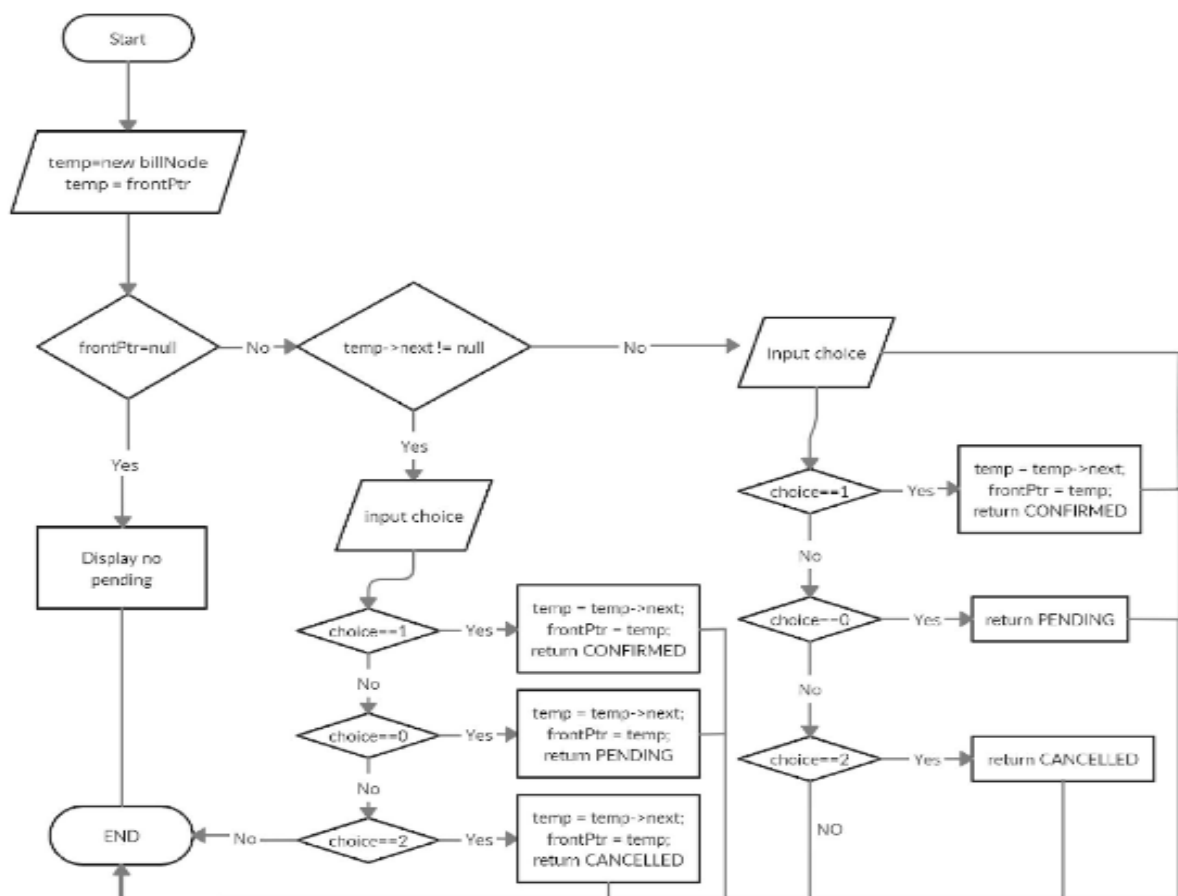 Start
temp=new billNode
temp = frontPtr
frontPtr=null
No
temp->next != null
No
Input choice
Yes
Yes
temp = temp->next;
frontPtr = temp;
return CONFIRMED
choice==1
Yes
input choice
Display no
pending
No
temp = temp->next;
frontPtr = temp;
return CONFIRMED
choice==1
Yes
choice==0
Yes
return PENDING
No
No
temp = temp->next;
frontPtr = temp;
return PENDING
choice==0
Yes
choice==2
Yes
return CANCELLED
No
temp = temp->next;
frontPtr = temp;
return CANCELLED
END
No
choice==2
Yes
NO